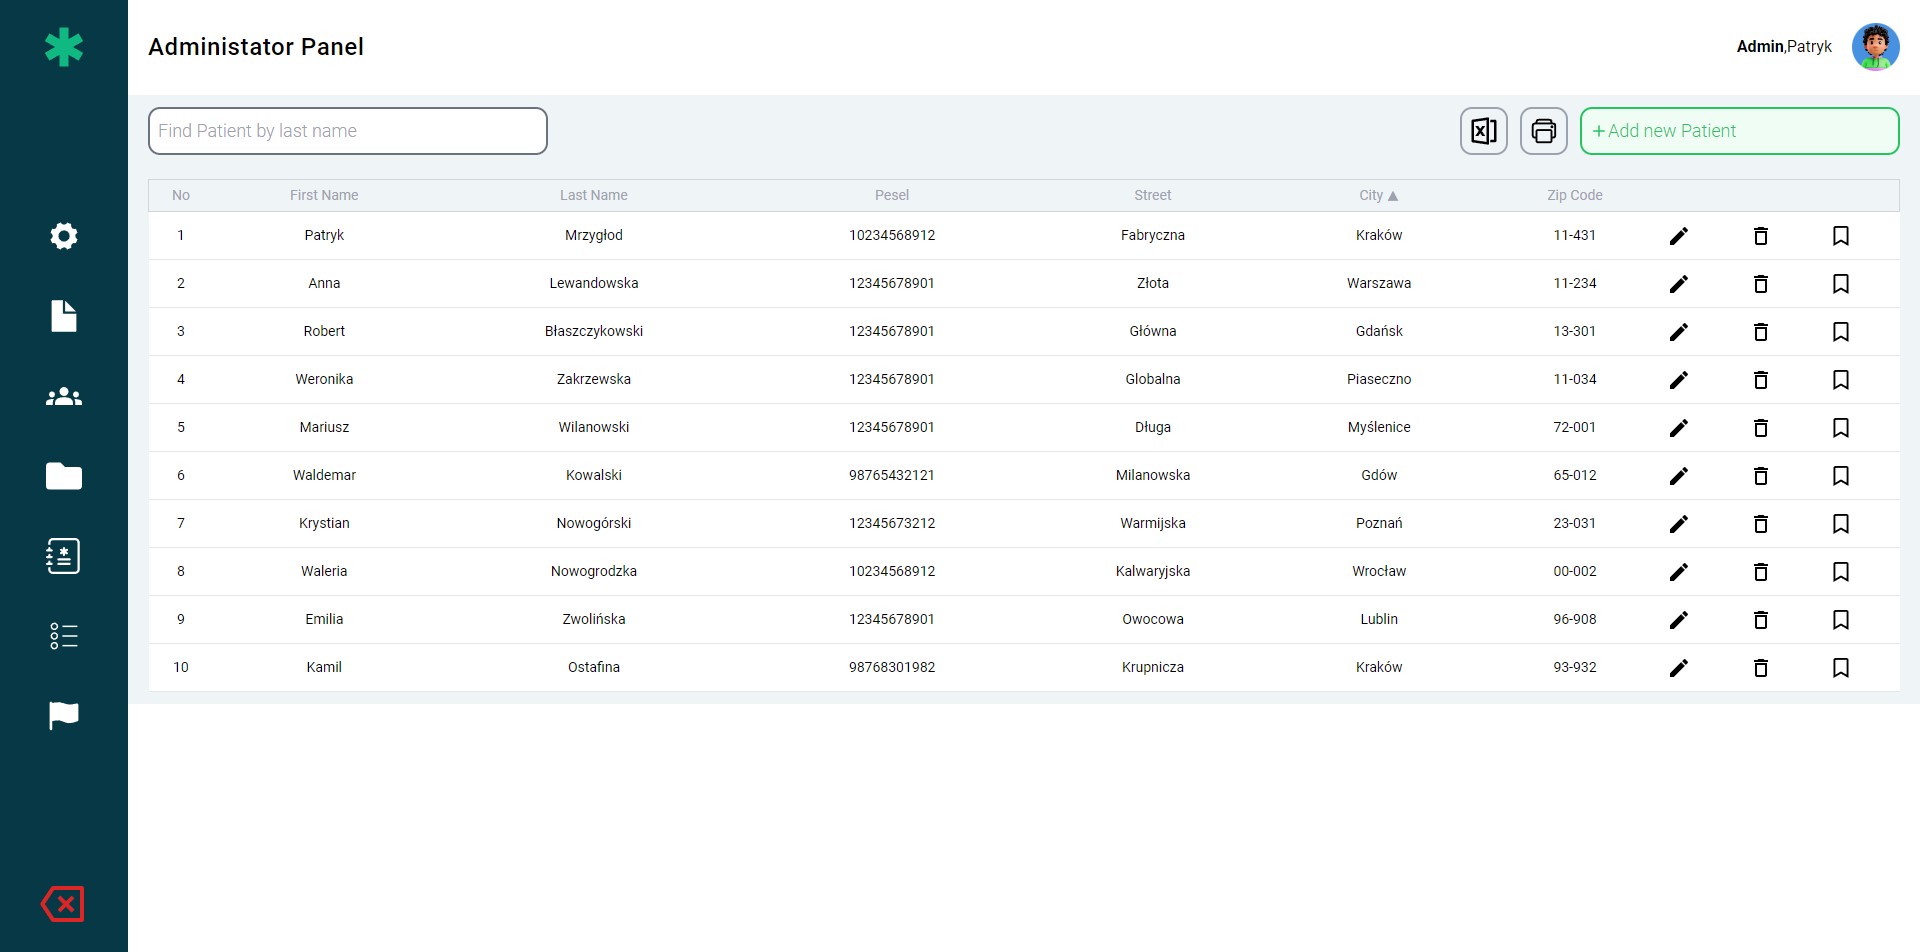 Administator Panel
Admin,Patryk
Find Patient by last name
+ Add new Patient
No First Name Last Name Pesel Street City ▲ Zip Code
1 Patryk Mrzygłod 10234568912 Fabryczna Kraków 11-431
2 Anna Lewandowska 12345678901 Złota Warszawa 11-234
3 Robert Błaszczykowski 12345678901 Główna Gdańsk 13-301
4 Weronika Zakrzewska 12345678901 Globalna Piaseczno 11-034
5 Mariusz Wilanowski 12345678901 Długa Myślenice 72-001
6 Waldemar Kowalski 98765432121 Milanowska Gdów 65-012
7 Krystian Nowogórski 12345673212 Warmijska Poznań 23-031
8 Waleria Nowogrodzka 10234568912 Kalwaryjska Wrocław 00-002
9 Emilia Zwolińska 12345678901 Owocowa Lublin 96-908
10 Kamil Ostafina 98768301982 Krupnicza Kraków 93-932